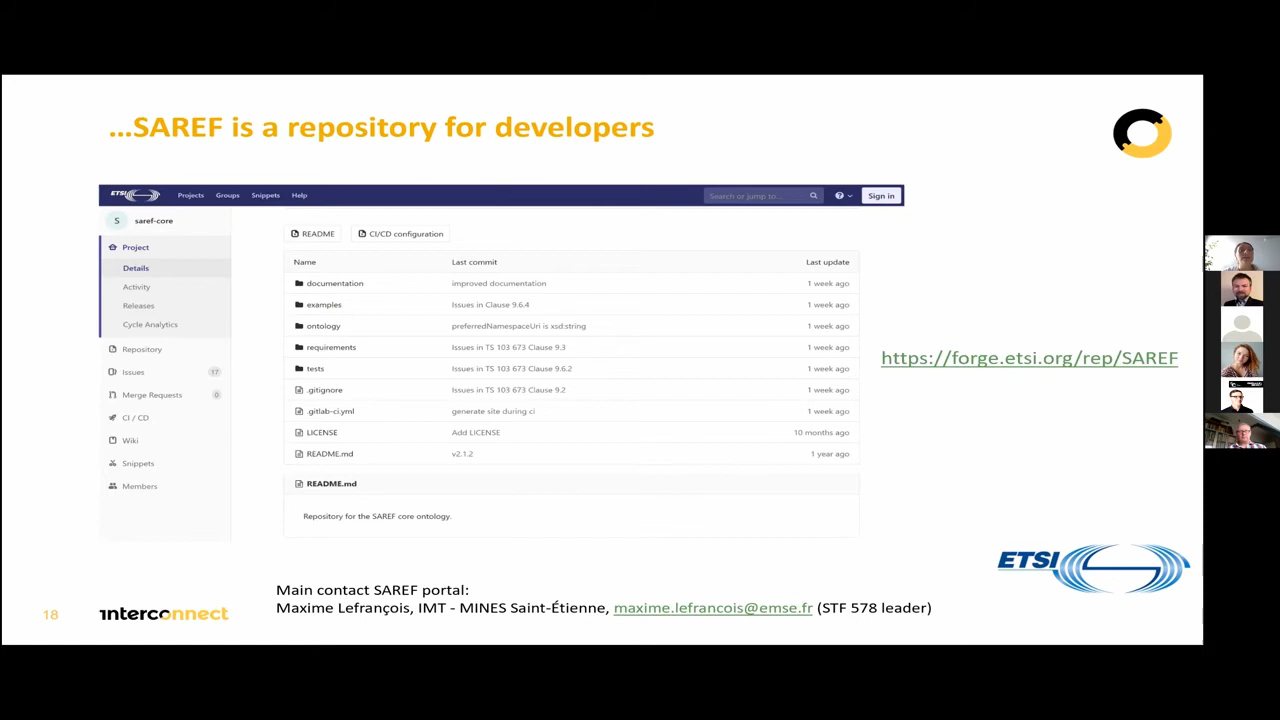 ...SAREF is a repository for developers
ETSI Projects Groups Snippets Help Search or jump to... Sign in
S saref-core
Project
Details
Activity
Releases
Cycle Analytics
Repository
Issues 17
Merge Requests 0
CI / CD
Wiki
Snippets
Members
README CI/CD configuration
Name Last commit Last update
documentation improved documentation 1 week ago
examples Issues in Clause 9.6.4 1 week ago
ontology preferredNamespaceUri is xsd:string 1 week ago
requirements Issues in TS 103 673 Clause 9.3 1 week ago
tests Issues in TS 103 673 Clause 9.6.2 1 week ago
.gitignore Issues in TS 103 673 Clause 9.2 1 week ago
.gitlab-ci.yml generate site during ci 1 week ago
LICENSE Add LICENSE 10 months ago
README.md v2.1.2 1 year ago
README.md
Repository for the SAREF core ontology.
https://forge.etsi.org/rep/SAREF
ETSI
Main contact SAREF portal:
Maxime Lefrançois, IMT - MINES Saint-Étienne, maxime.lefrancois@emse.fr (STF 578 leader)
18 interconnect